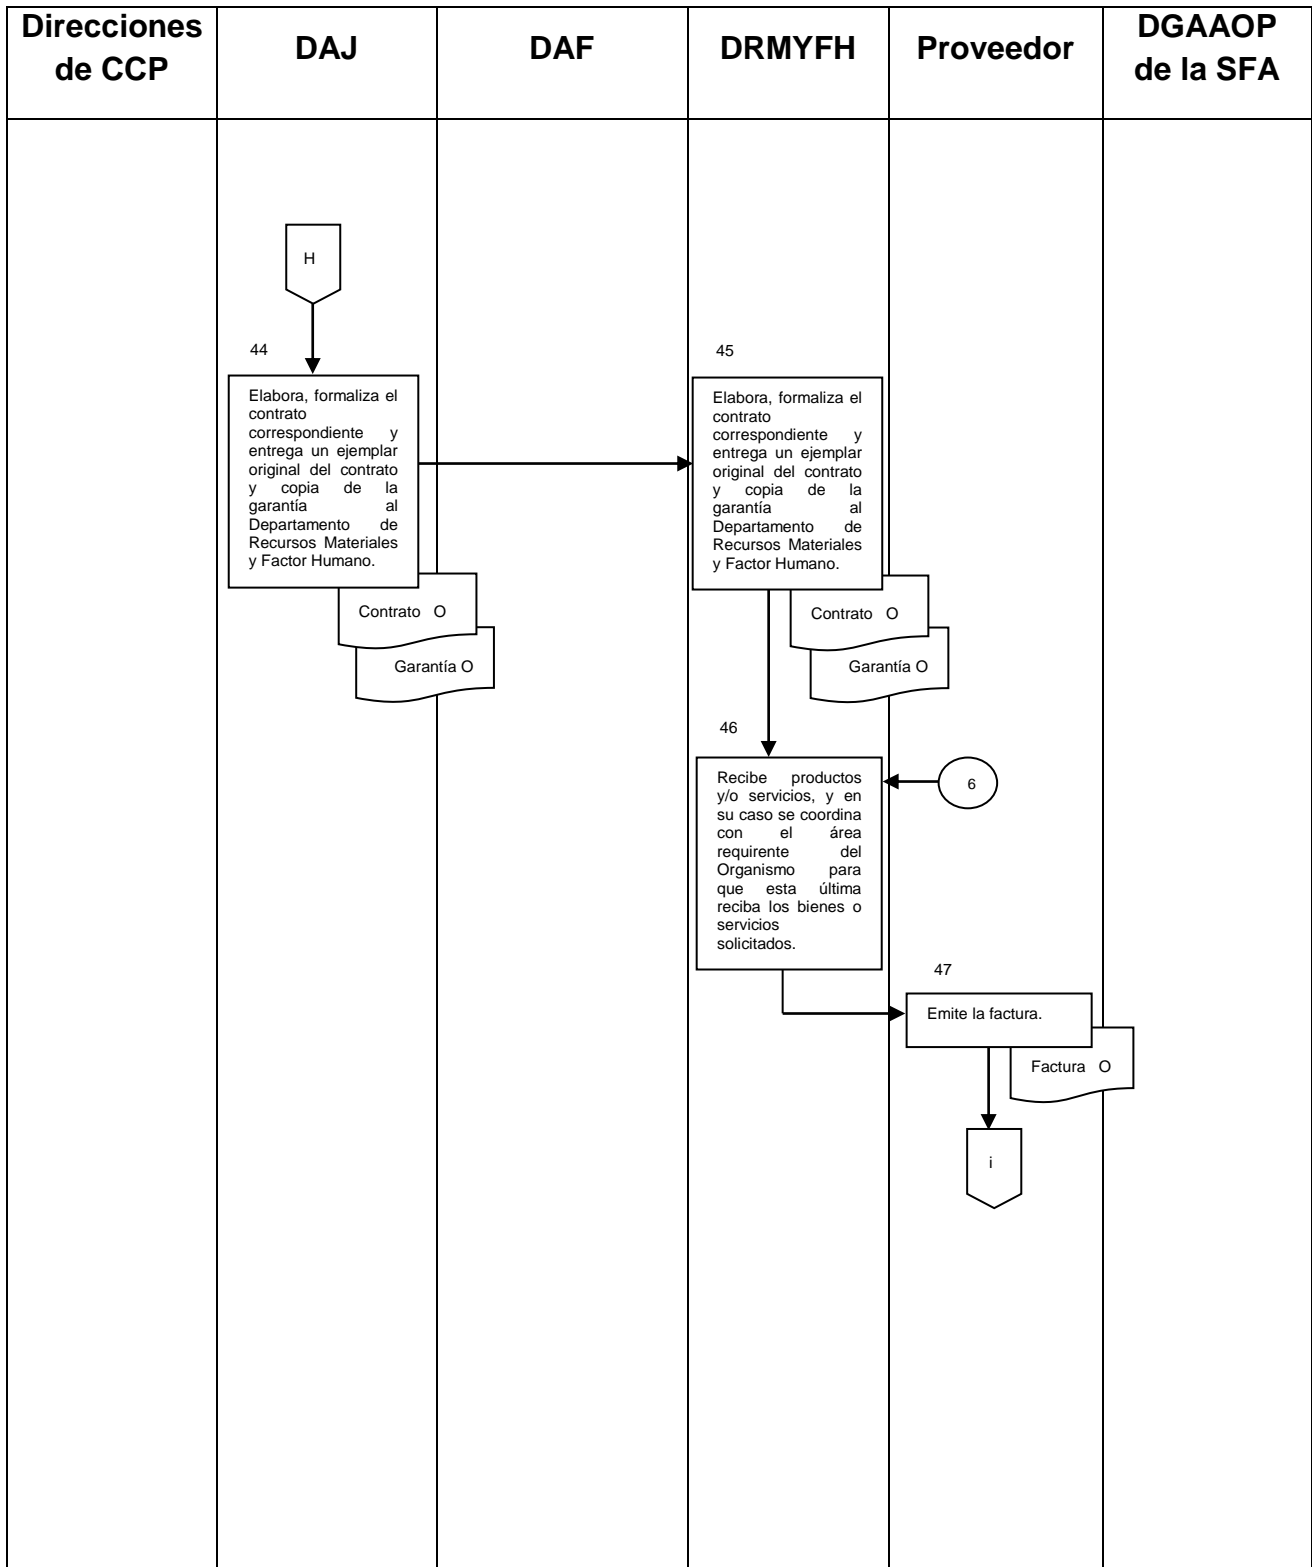 Direcciones
de CCP
DAJ
DAF
DRMYFH
Proveedor
DGAAOP
de la SFA
H
44
Elabora, formaliza el
contrato
correspondiente y
entrega un ejemplar
original del contrato
y copia de la
garantía al
Departamento de
Recursos Materiales
y Factor Humano.
Contrato O
Garantía O
45
Elabora, formaliza el
contrato
correspondiente y
entrega un ejemplar
original del contrato
y copia de la
garantía al
Departamento de
Recursos Materiales
y Factor Humano.
Contrato O
Garantía O
46
Recibe productos
y/o servicios, y en
su caso se coordina
con el área
requirente del
Organismo para
que esta última
reciba los bienes o
servicios
solicitados.
6
47
Emite la factura.
Factura O
i